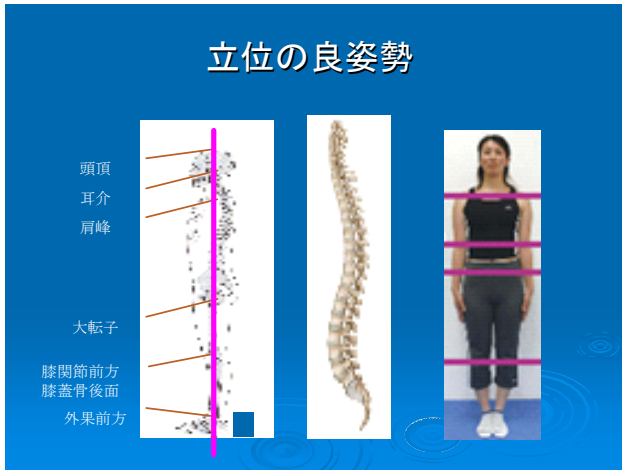 立位の良姿勢
頭頂
耳介
肩峰
大転子
膝関節前方
膝蓋骨後面
外果前方